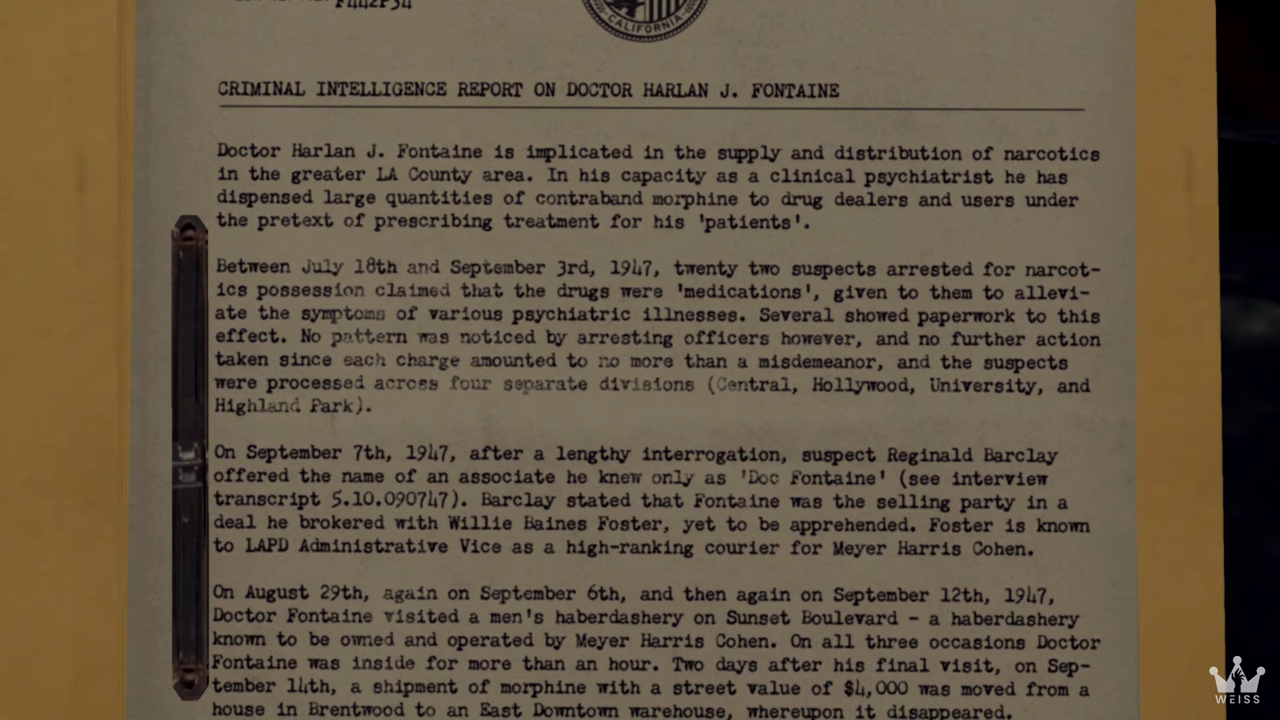 F442P34
CALIFORNIA
CRIMINAL INTELLIGENCE REPORT ON DOCTOR HARLAN J. FONTAINE
Doctor Harlan J. Fontaine is implicated in the supply and distribution of narcotics
in the greater LA County area. In his capacity as a clinical psychiatrist he has
dispensed large quantities of contraband morphine to drug dealers and users under
the pretext of prescribing treatment for his 'patients'.
Between July 18th and September 3rd, 1947, twenty two suspects arrested for narcot-
ics possession claimed that the drugs were 'medications', given to them to allevi-
ate the symptoms of various psychiatric illnesses. Several showed paperwork to this
effect. No pattern was noticed by arresting officers however, and no further action
taken since each charge amounted to no more than a misdemeanor, and the suspects
were processed across four separate divisions (Central, Hollywood, University, and
Highland Park).
On September 7th, 1947, after a lengthy interrogation, suspect Reginald Barclay
offered the name of an associate he knew only as 'Doc Fontaine' (see interview
transcript 5.10.090747). Barclay stated that Fontaine was the selling party in a
deal he brokered with Willie Baines Foster, yet to be apprehended. Foster is known
to LAPD Administrative Vice as a high-ranking courier for Meyer Harris Cohen.
On August 29th, again on September 6th, and then again on September 12th, 1947,
Doctor Fontaine visited a men's haberdashery on Sunset Boulevard - a haberdashery
known to be owned and operated by Meyer Harris Cohen. On all three occasions Doctor
Fontaine was inside for more than an hour. Two days after his final visit, on Sep-
tember 14th, a shipment of morphine with a street value of $4,000 was moved from a
house in Brentwood to an East Downtown warehouse, whereupon it disappeared.
WEISS